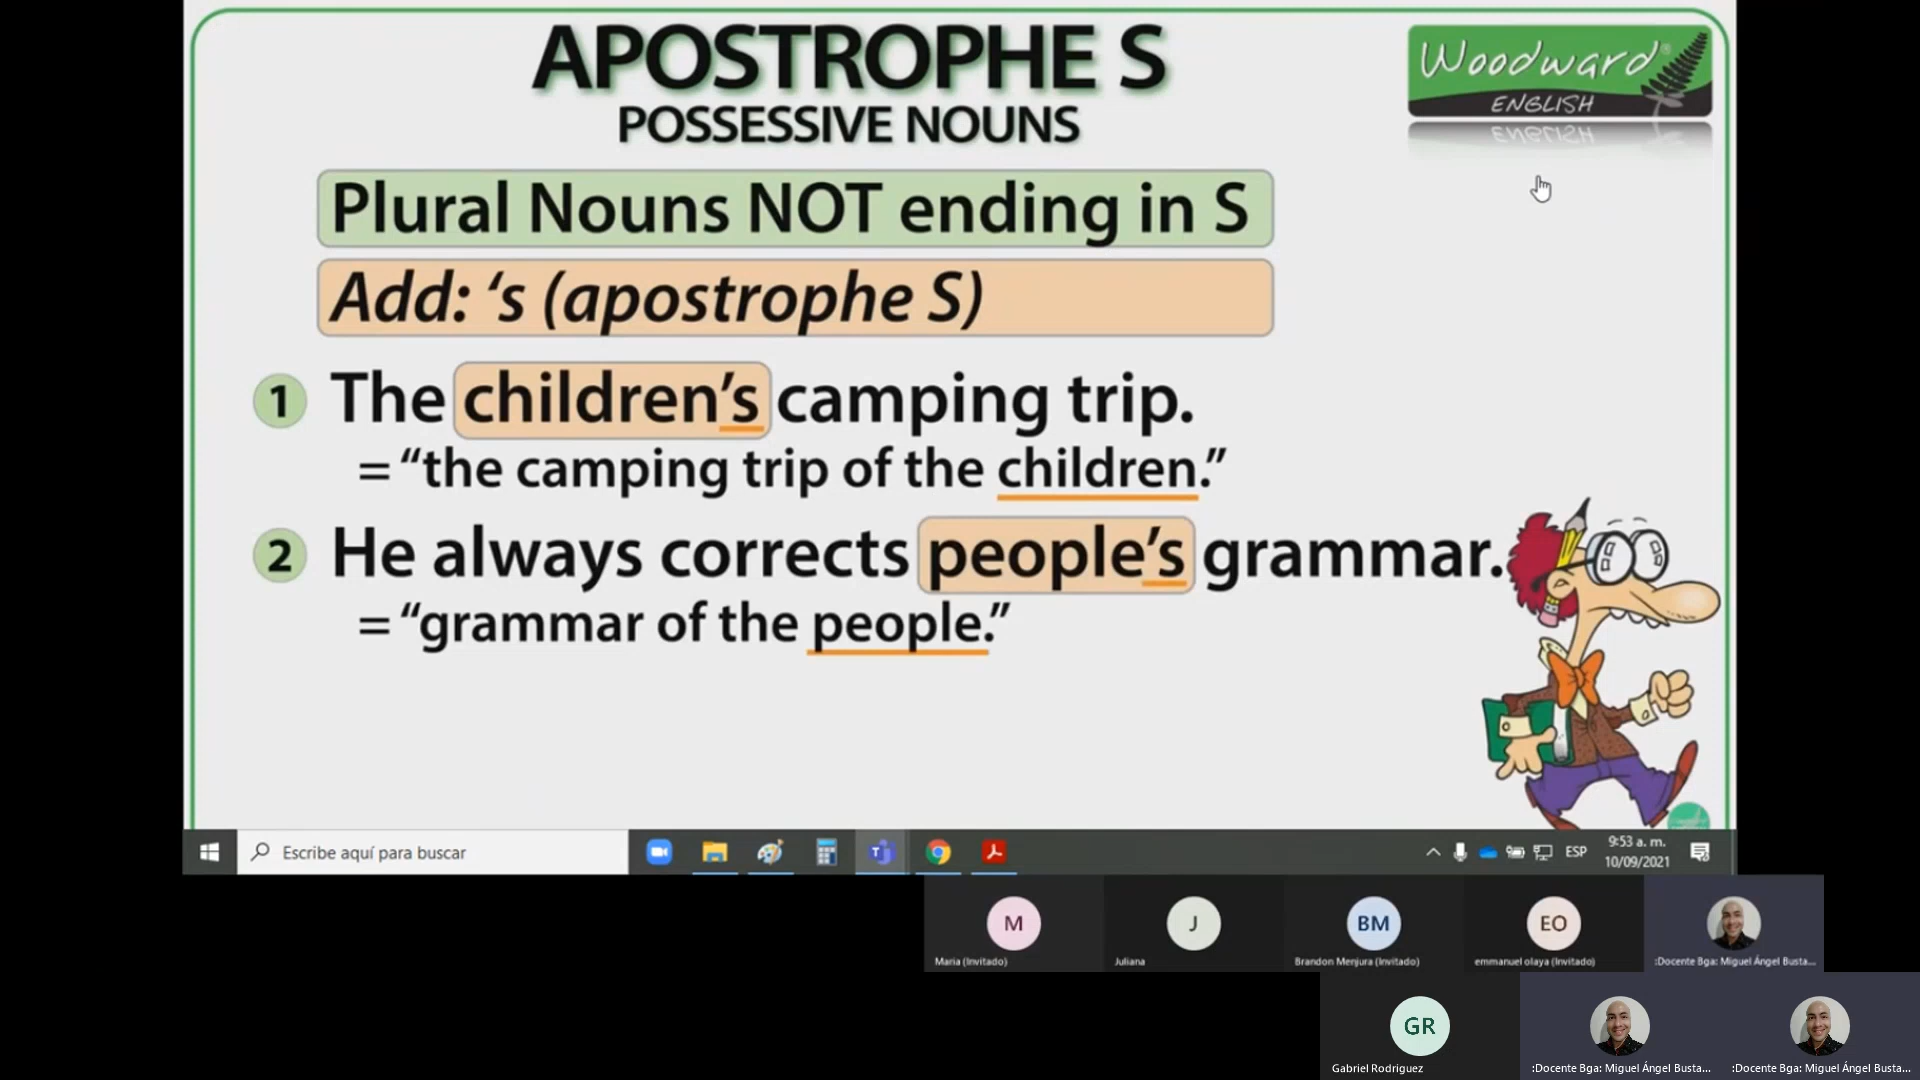 APOSTROPHE S
POSSESSIVE NOUNS
Woodward®
ENGLISH
Plural Nouns NOT ending in S
Add: ‘s (apostrophe S)
1 The children’s camping trip.
= “the camping trip of the children.”
2 He always corrects people’s grammar.
= “grammar of the people.”
Escribe aquí para buscar
ESP
9:53 a. m.
10/09/2021
M
J
BM
EO
Maria (Invitado)
Juliana
Brandon Menjura (Invitado)
emmanuel olaya (Invitado)
:Docente Bga: Miguel Ángel Busta...
GR
Gabriel Rodriguez
:Docente Bga: Miguel Ángel Busta...
:Docente Bga: Miguel Ángel Busta...